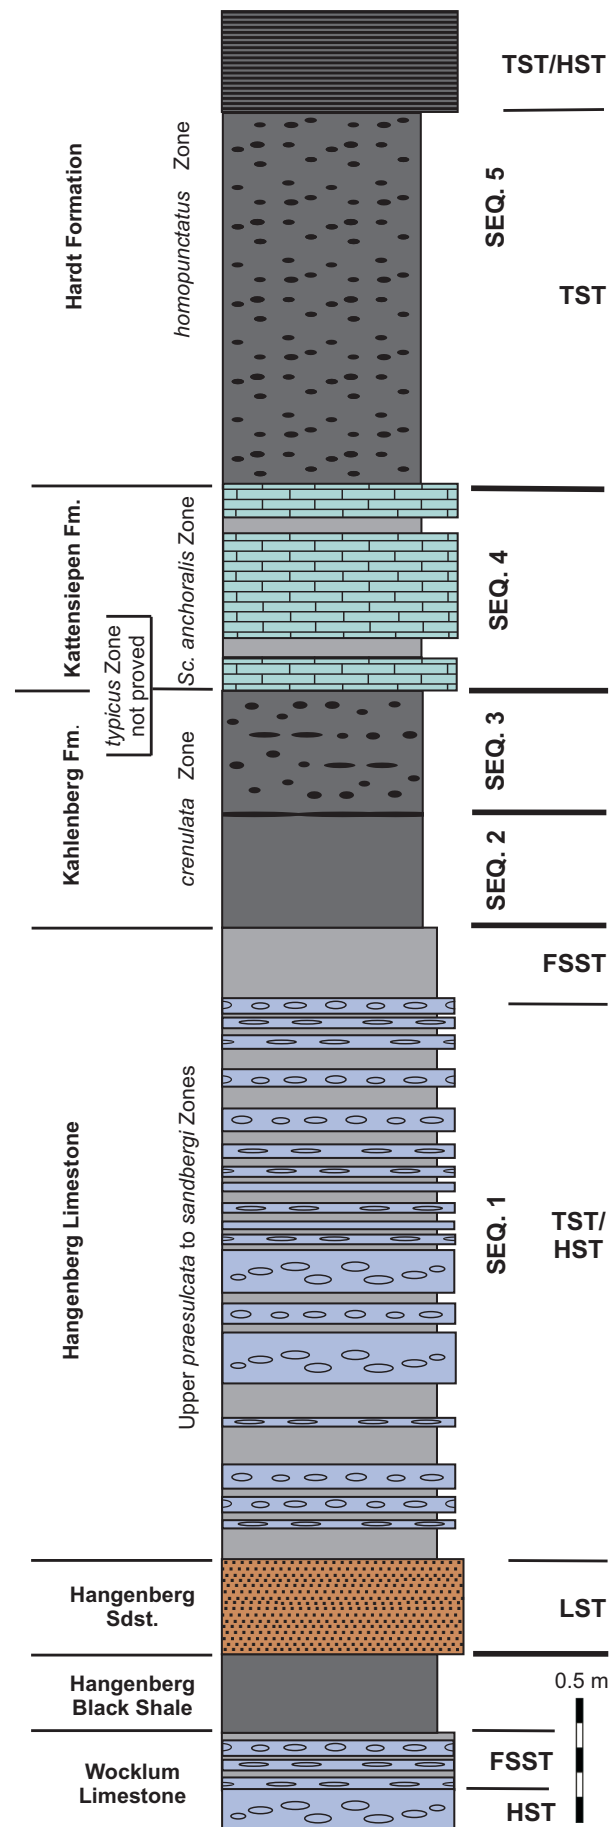 TST/HST
Hardt Formation
homopunctatus Zone
SEQ. 5
TST
Kattensiepen Fm.
Sc. anchoralis Zone
SEQ. 4
typicus Zone
not proved
Kahlenberg Fm.
crenulata Zone
SEQ. 3
SEQ. 2
FSST
Hangenberg Limestone
Upper praesulcata to sandbergi Zones
SEQ. 1
TST/
HST
Hangenberg
Sdst.
LST
Hangenberg
Black Shale
0.5 m
Wocklum
Limestone
FSST
HST